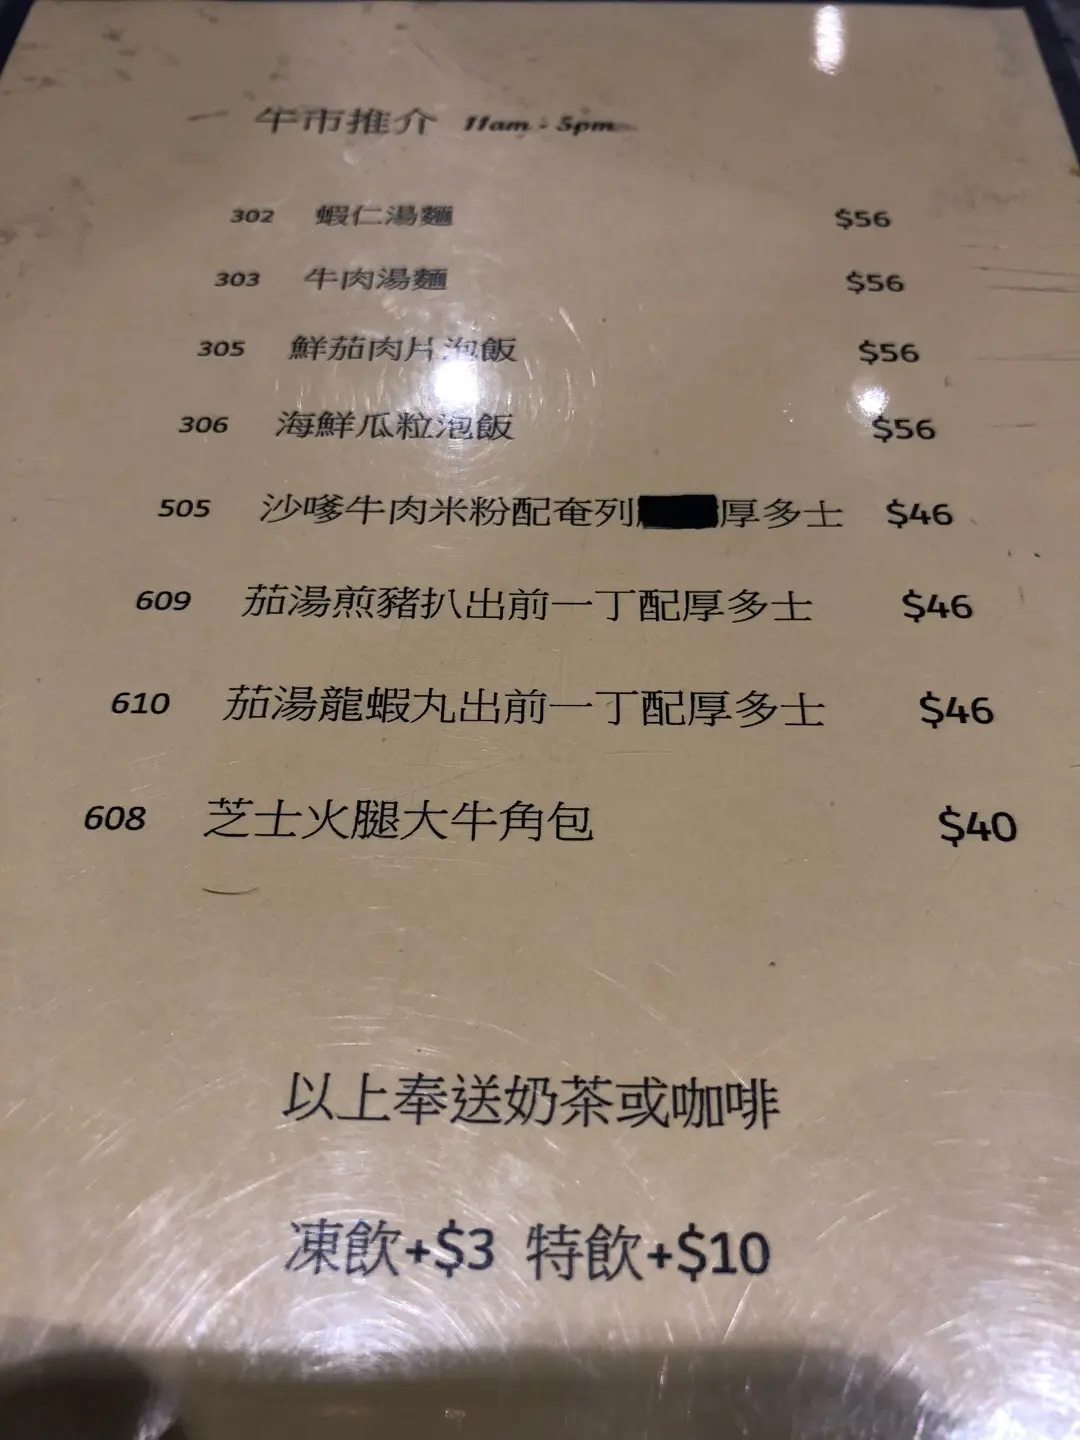 午市推介 11am - 5pm
302 蝦仁湯麵 $56
303 牛肉湯麵 $56
305 鮮茄肉片泡飯 $56
306 海鮮瓜粒泡飯 $56
505 沙嗲牛肉米粉配奄列 厚多士 $46
609 茄湯煎豬扒出前一丁配厚多士 $46
610 茄湯龍蝦丸出前一丁配厚多士 $46
608 芝士火腿大牛角包 $40
以上奉送奶茶或咖啡
凍飲+$3 特飲+$10